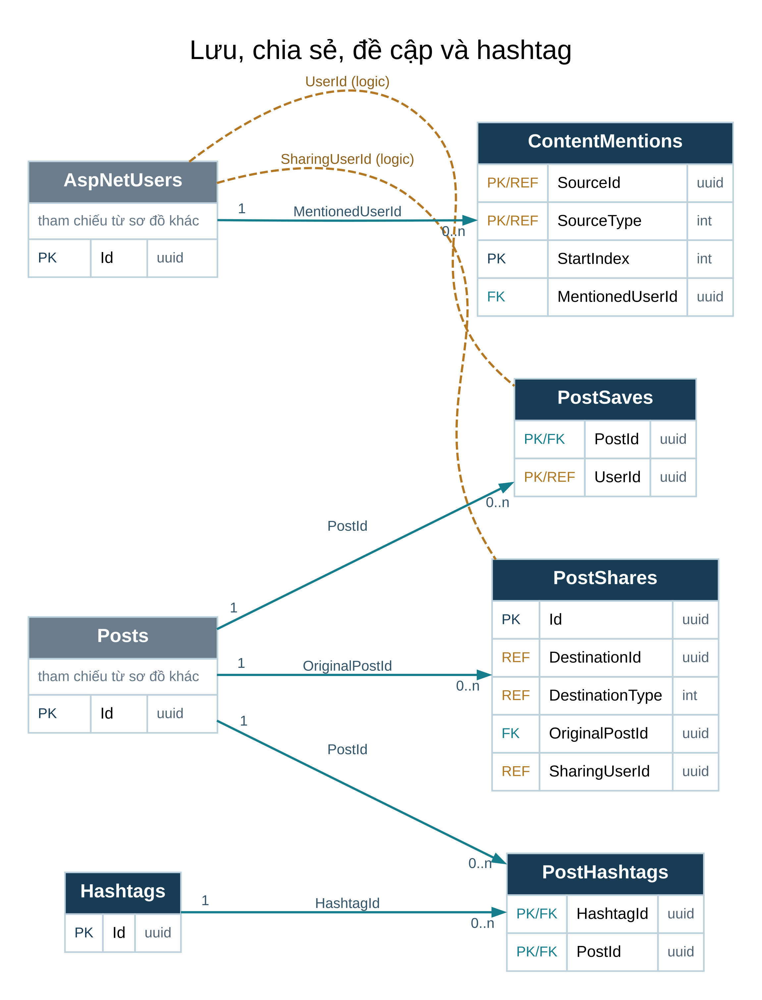 Lưu, chia sẻ, đề cập và hashtag
UserId (logic)
SharingUserId (logic)
1 MentionedUserId 0..n
AspNetUsers
tham chiếu từ sơ đồ khác
PK Id uuid
ContentMentions
PK/REF SourceId uuid
PK/REF SourceType int
PK StartIndex int
FK MentionedUserId uuid
PostSaves
PK/FK PostId uuid
PK/REF UserId uuid
1 PostId 0..n
PostShares
PK Id uuid
REF DestinationId uuid
REF DestinationType int
FK OriginalPostId uuid
REF SharingUserId uuid
Posts
tham chiếu từ sơ đồ khác
PK Id uuid
1 OriginalPostId 0..n
1 PostId 0..n
Hashtags
PK Id uuid
1 HashtagId 0..n
PostHashtags
PK/FK HashtagId uuid
PK/FK PostId uuid